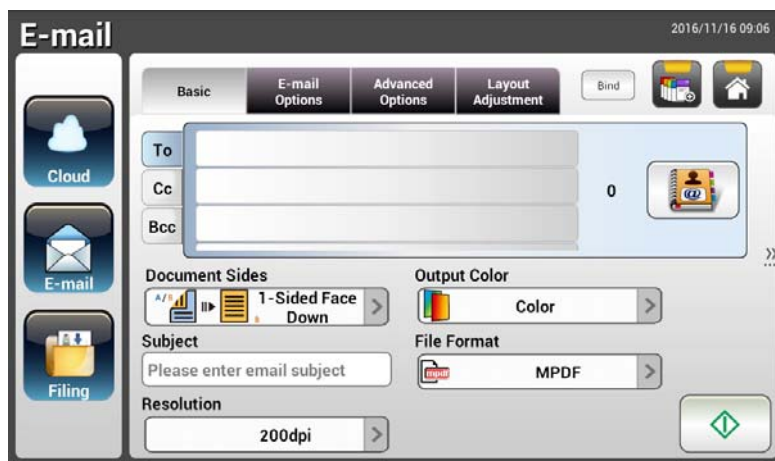 E-mail
2016/11/16 09:06
Basic
E-mail
Options
Advanced
Options
Layout
Adjustment
Bind
To
Cc
Bcc
0
@
Cloud
E-mail
Filing
Document Sides
1-Sided Face
Down
Output Color
Color
Subject
Please enter email subject
File Format
mpdf
MPDF
Resolution
200dpi